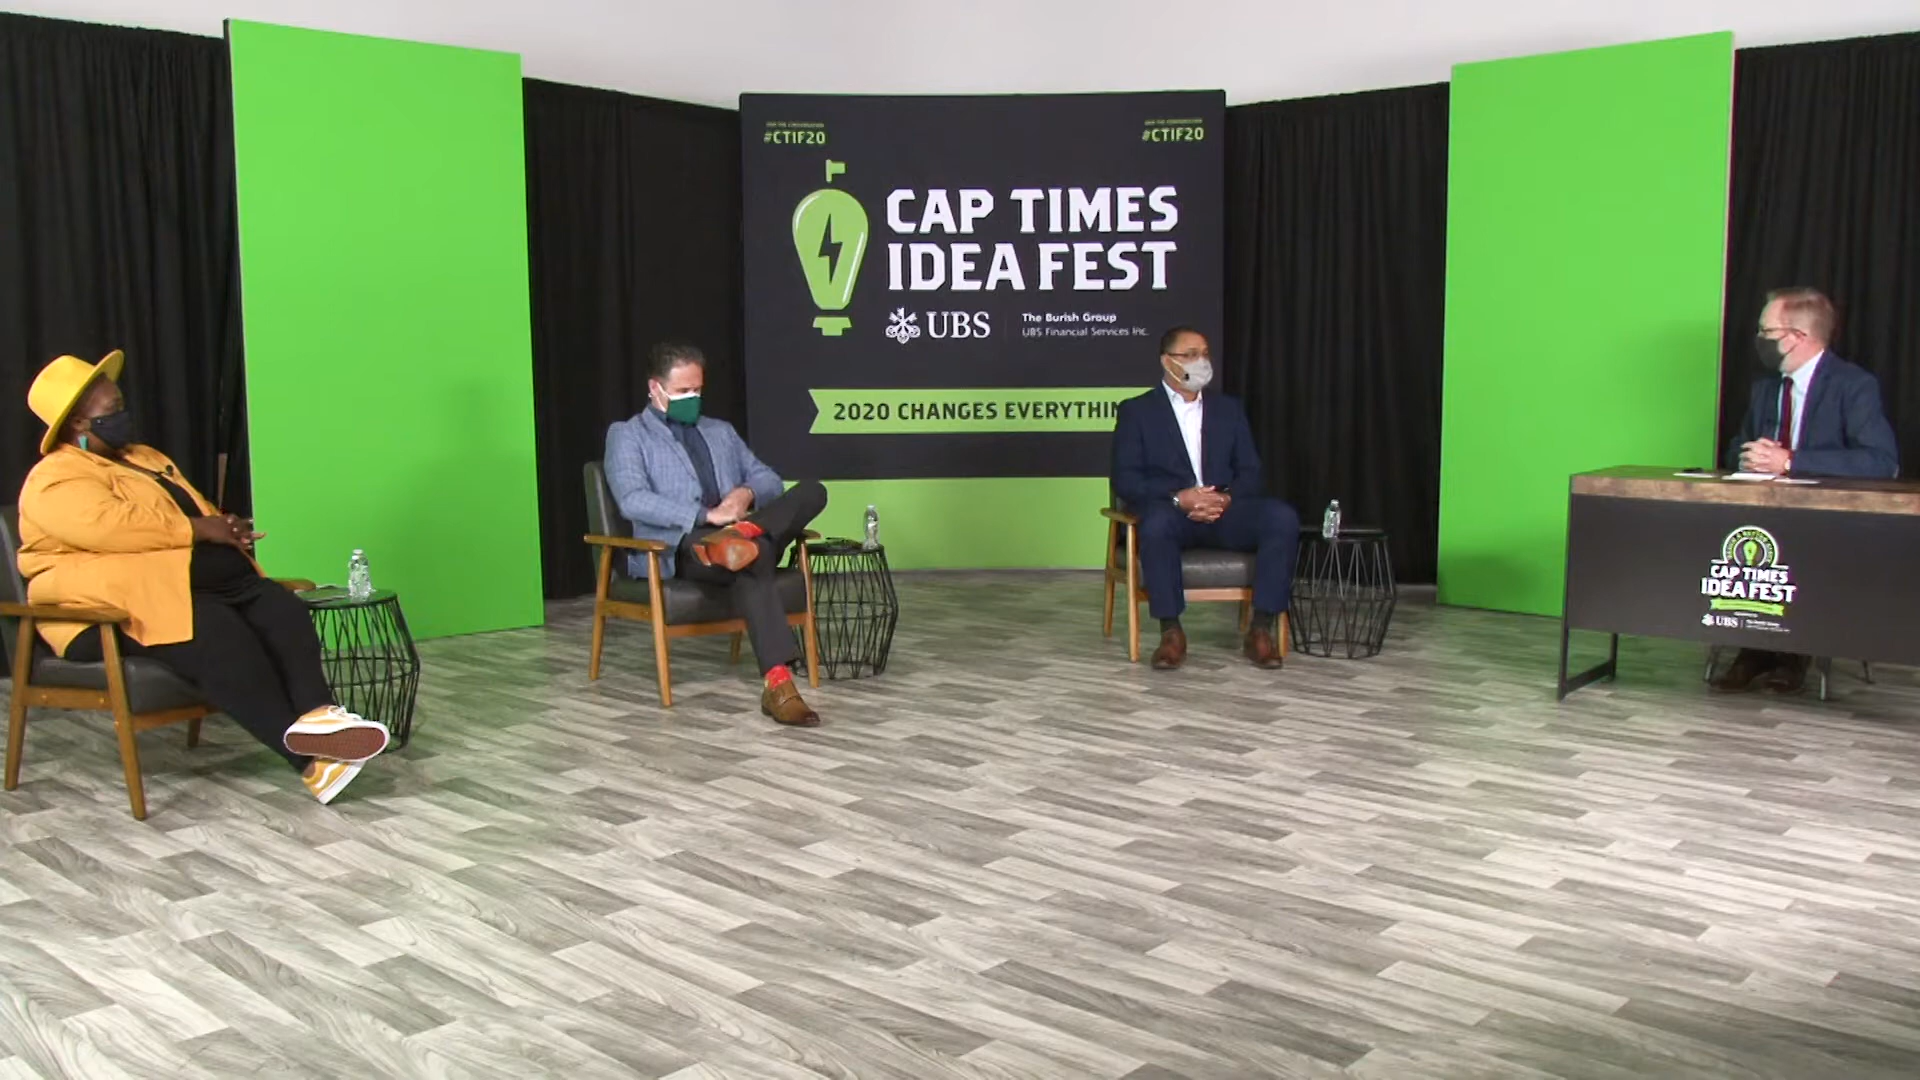 #CTIF20
#CTIF20
CAP TIMES
IDEA FEST
UBS
The Burish Group
UBS Financial Services Inc.
2020 CHANGES EVERYTHIN
CAP TIMES
IDEA FEST
UBS